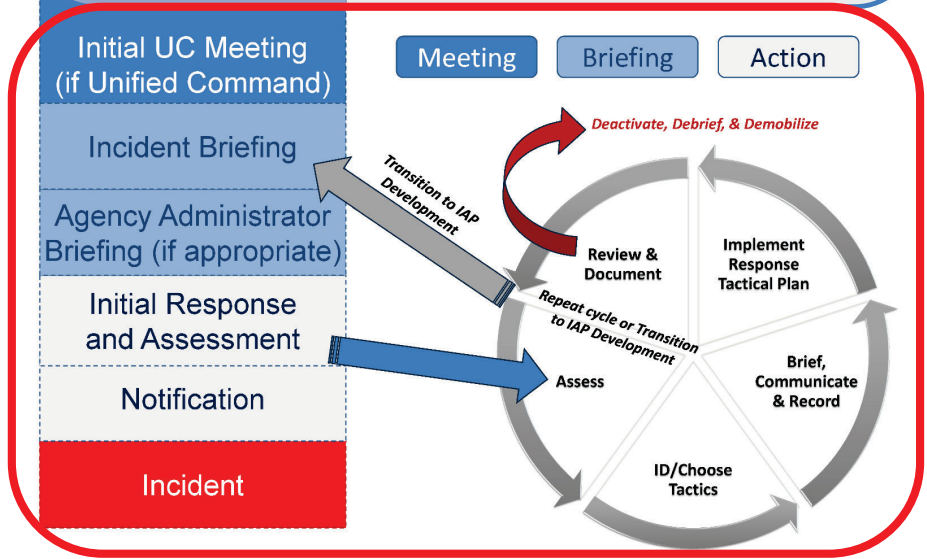 Initial UC Meeting
(if Unified Command)
Meeting
Briefing
Action
Incident Briefing
Agency Administrator
Briefing (if appropriate)
Initial Response
and Assessment
Notification
Incident
Deactivate, Debrief, & Demobilize
Transition to IAP
Development
Review &
Document
Implement
Response
Tactical Plan
Repeat cycle or Transition
to IAP Development
Assess
Brief,
Communicate
& Record
ID/Choose
Tactics